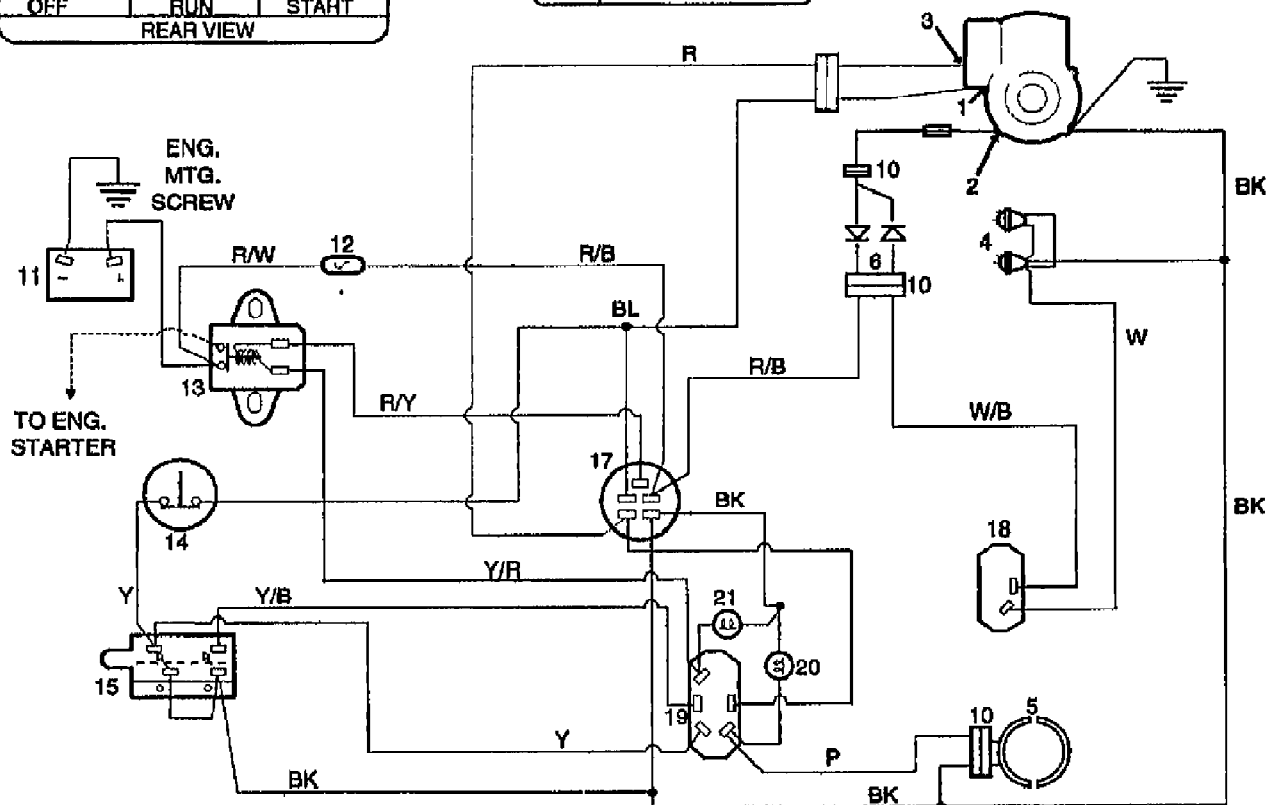 OFF RUN START
REAR VIEW
R
3
1
2
BK
ENG.
MTG.
SCREW
10
4
11
-
+
R/W
12
R/B
6
10
BL
W
13
R/B
R/Y
W/B
TO ENG.
STARTER
17
BK
BK
14
18
Y/R
Y
Y/B
21
20
15
19
10
5
Y
P
BK
BK